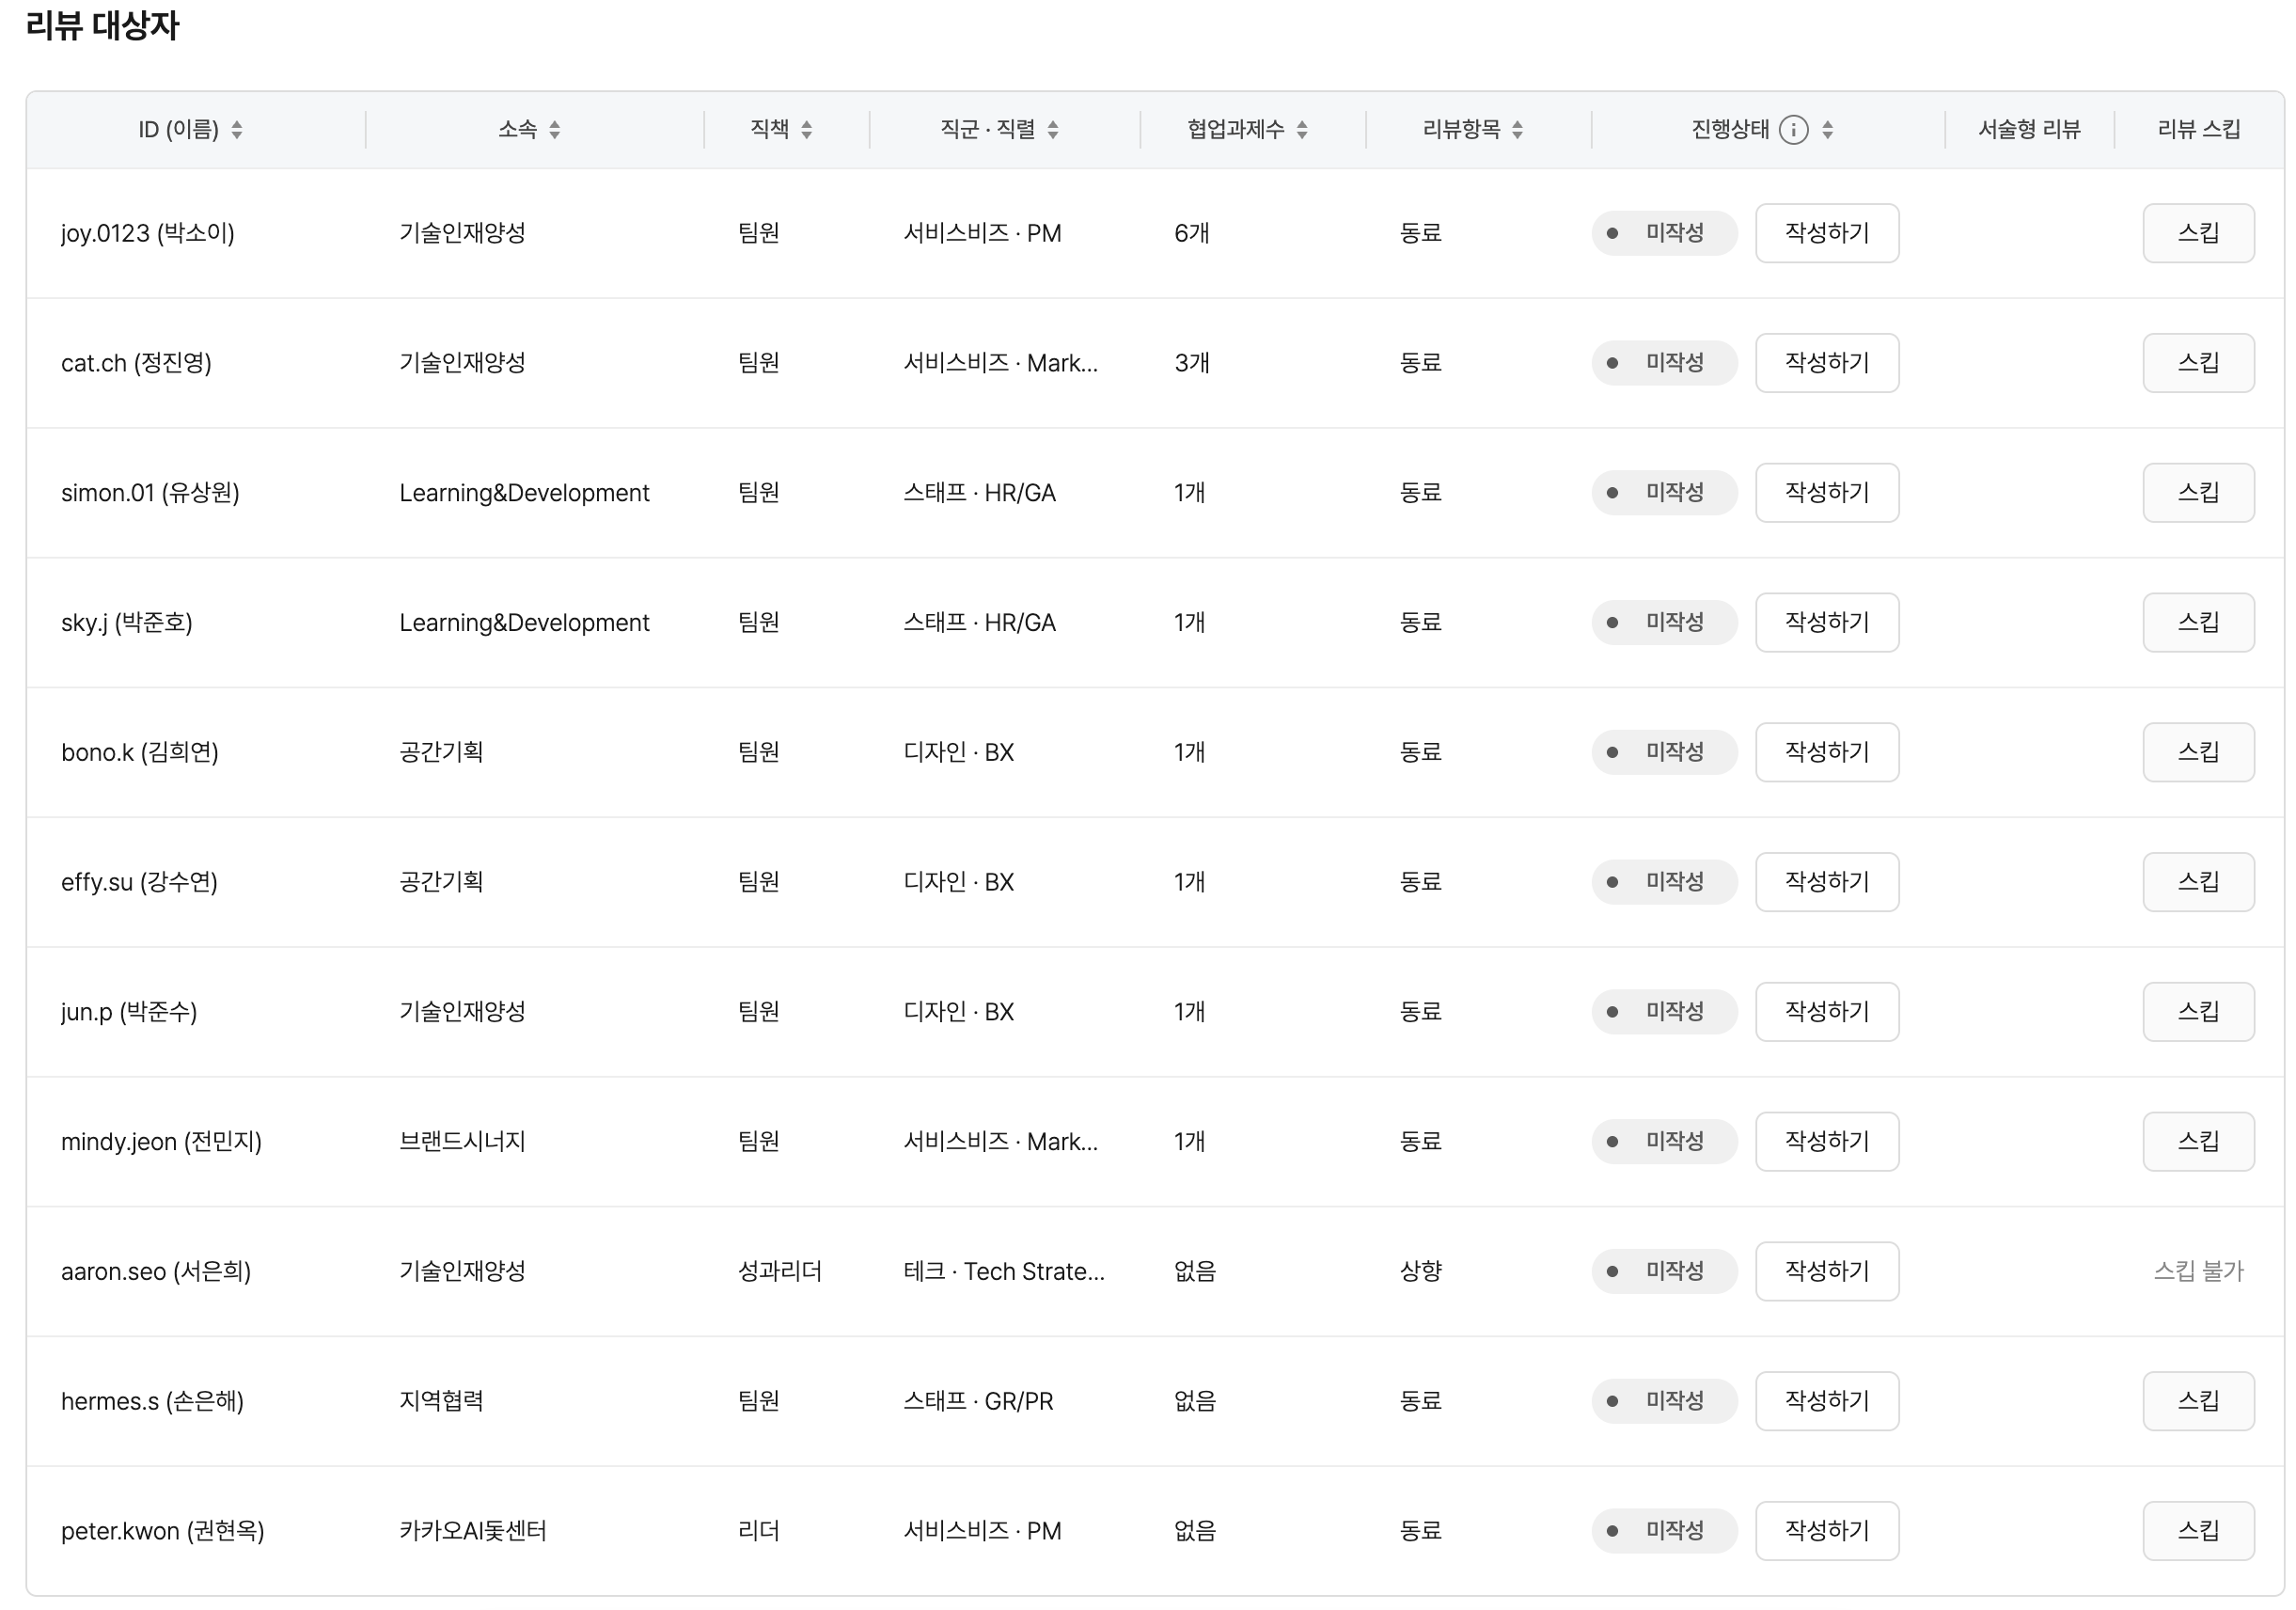 리뷰 대상자
ID (이름) 소속 직책 직군 · 직렬 협업과제수 리뷰항목 진행상태 서술형 리뷰 리뷰 스킵
joy.0123 (박소이) 기술인재양성 팀원 서비스비즈 · PM 6개 동료 미작성 작성하기 스킵
cat.ch (정진영) 기술인재양성 팀원 서비스비즈 · Mark... 3개 동료 미작성 작성하기 스킵
simon.01 (유상원) Learning&Development 팀원 스태프 · HR/GA 1개 동료 미작성 작성하기 스킵
sky.j (박준호) Learning&Development 팀원 스태프 · HR/GA 1개 동료 미작성 작성하기 스킵
bono.k (김희연) 공간기획 팀원 디자인 · BX 1개 동료 미작성 작성하기 스킵
effy.su (강수연) 공간기획 팀원 디자인 · BX 1개 동료 미작성 작성하기 스킵
jun.p (박준수) 기술인재양성 팀원 디자인 · BX 1개 동료 미작성 작성하기 스킵
mindy.jeon (전민지) 브랜드시너지 팀원 서비스비즈 · Mark... 1개 동료 미작성 작성하기 스킵
aaron.seo (서은희) 기술인재양성 성과리더 테크 · Tech Strate... 없음 상향 미작성 작성하기 스킵 불가
hermes.s (손은해) 지역협력 팀원 스태프 · GR/PR 없음 동료 미작성 작성하기 스킵
peter.kwon (권현옥) 카카오AI돛센터 리더 서비스비즈 · PM 없음 동료 미작성 작성하기 스킵